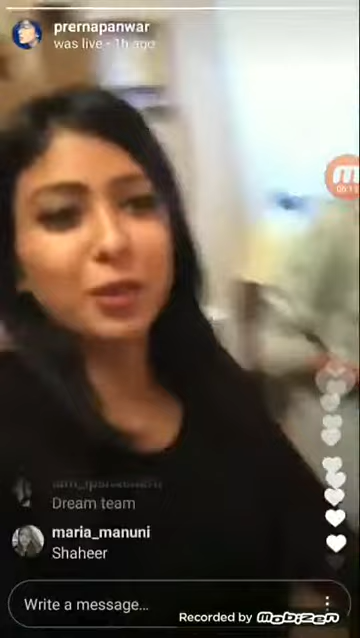 prernapanwar
was live • 1h ago
Dream team
maria_manuni
Shaheer
Write a message...
Recorded by Mobizen